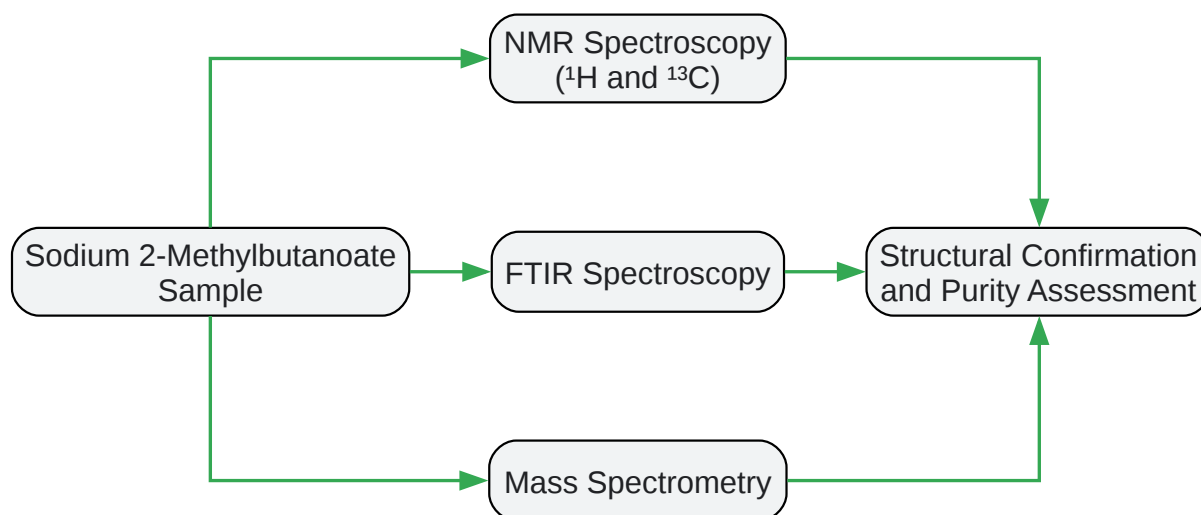 NMR Spectroscopy
(¹H and ¹³C)
Sodium 2-Methylbutanoate
Sample
FTIR Spectroscopy
Structural Confirmation
and Purity Assessment
Mass Spectrometry